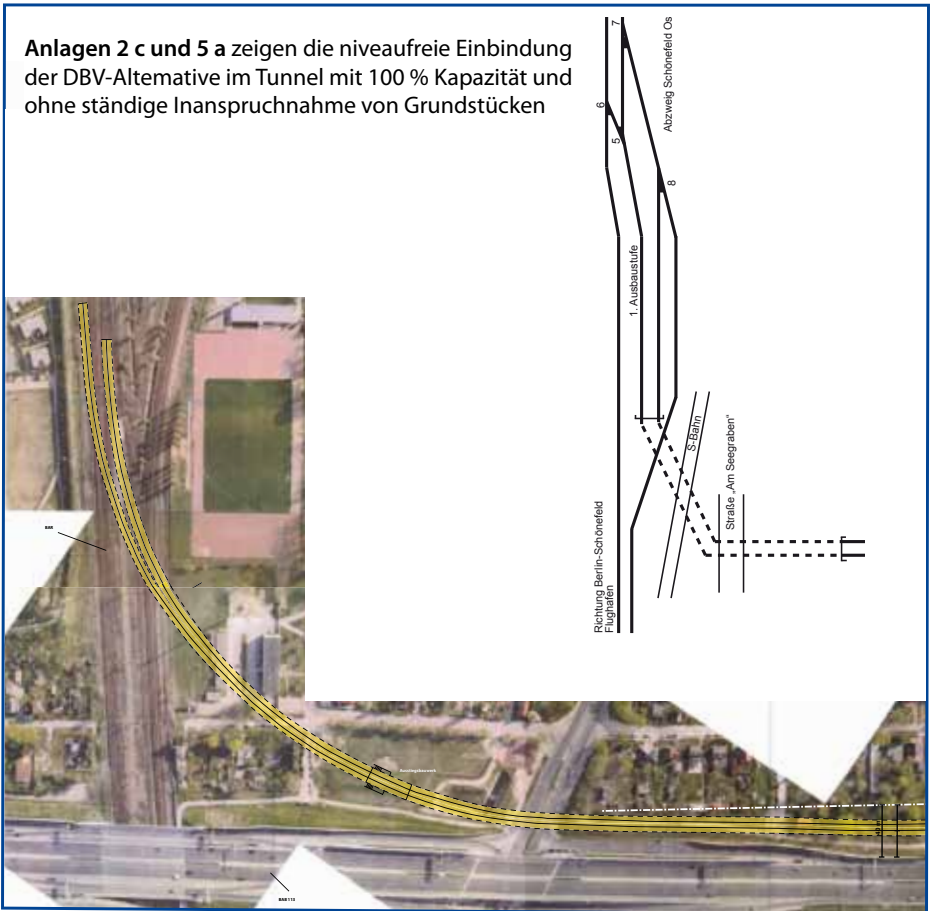 Anlagen 2 c und 5 a zeigen die niveaufreie Einbindung
der DBV-Altemative im Tunnel mit 100 % Kapazität und
ohne ständige Inanspruchnahme von Grundstücken
7
6
5
Abzweig Schönefeld Os
8
1. Ausbaustufe
S-Bahn
Straße „Am Seegraben"
Richtung Berlin-Schönefeld
Flughafen